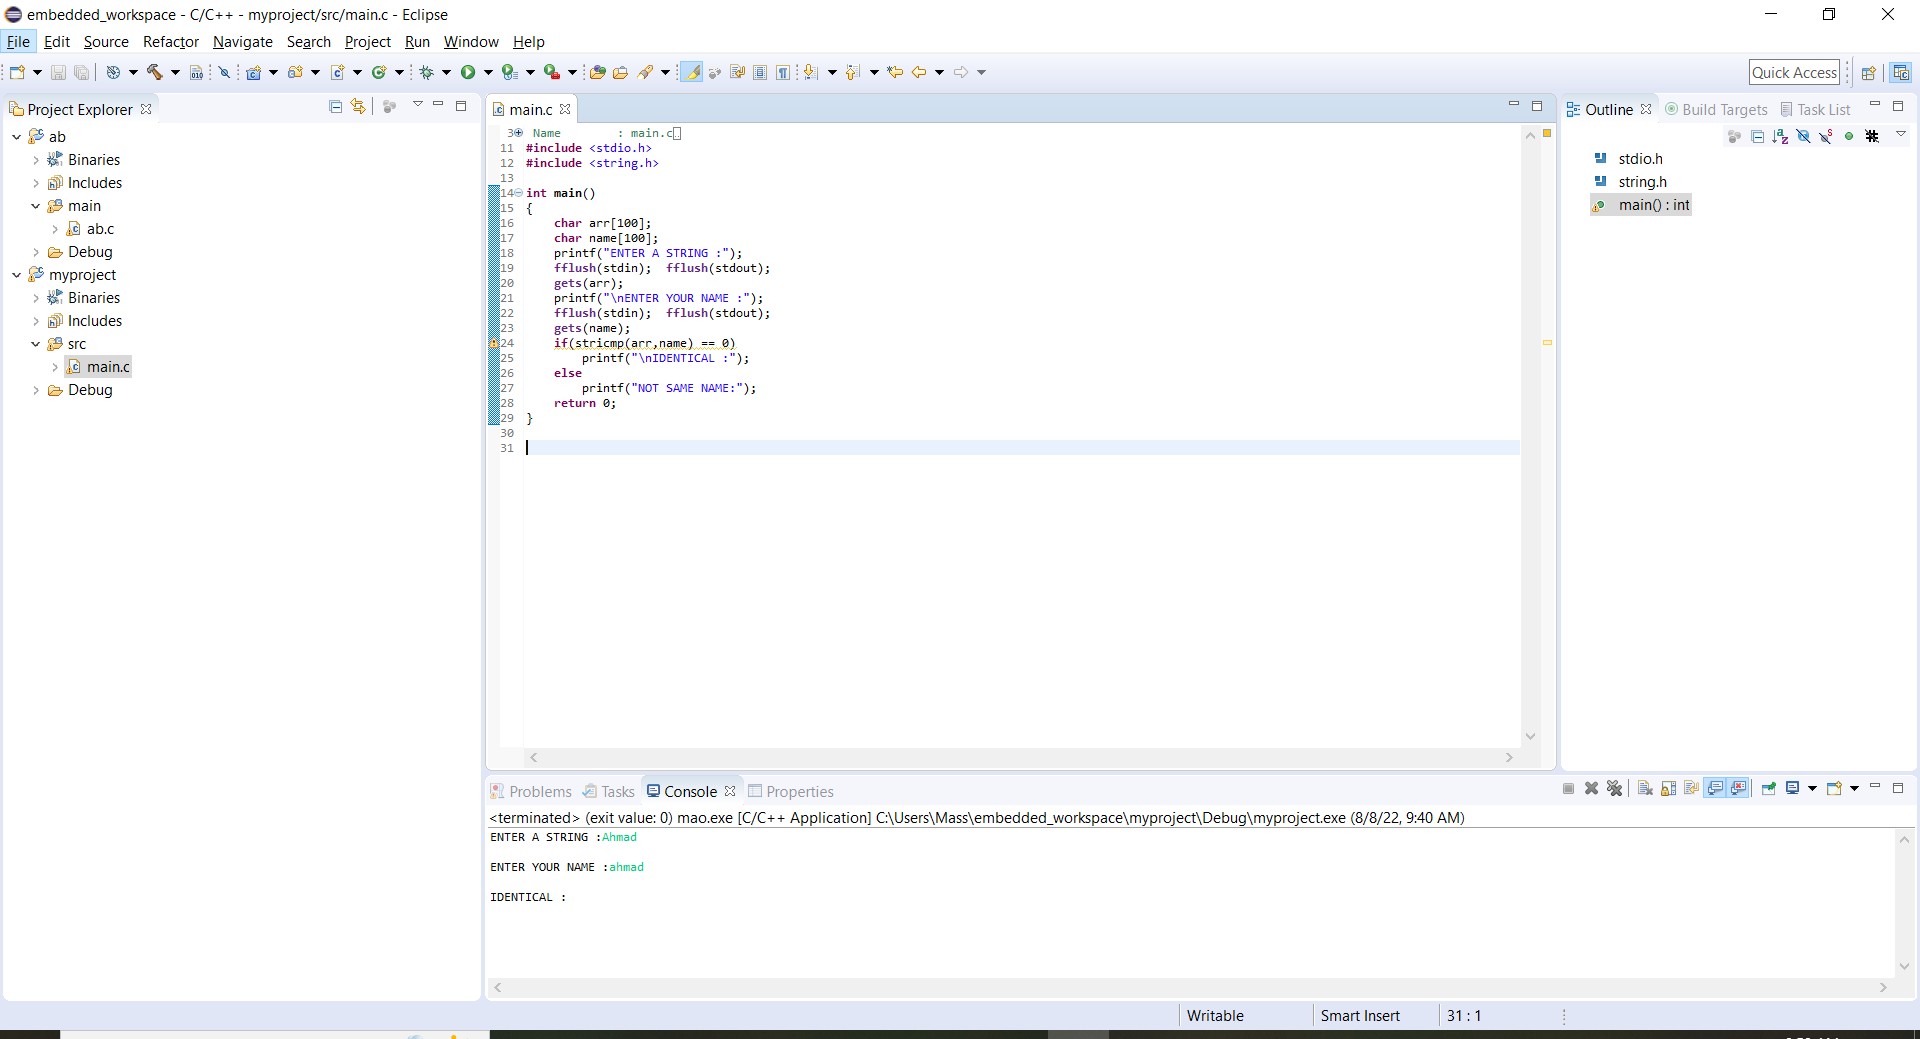 embedded_workspace - C/C++ - myproject/src/main.c - Eclipse
File Edit Source Refactor Navigate Search Project Run Window Help
Quick Access
Project Explorer
ab
Binaries
Includes
main
ab.c
Debug
myproject
Binaries
Includes
src
main.c
Debug
main.c
3 Name : main.c
11 #include <stdio.h>
12 #include <string.h>
13
14 int main()
15 {
16 char arr[100];
17 char name[100];
18 printf("ENTER A STRING :");
19 fflush(stdin); fflush(stdout);
20 gets(arr);
21 printf("\nENTER YOUR NAME :");
22 fflush(stdin); fflush(stdout);
23 gets(name);
24 if(stricmp(arr,name) == 0)
25 printf("\nIDENTICAL :");
26 else
27 printf("NOT SAME NAME:");
28 return 0;
29 }
30
31
Outline Build Targets Task List
stdio.h
string.h
main() : int
Problems Tasks Console Properties
<terminated> (exit value: 0) mao.exe [C/C++ Application] C:\Users\Mass\embedded_workspace\myproject\Debug\myproject.exe (8/8/22, 9:40 AM)
ENTER A STRING :Ahmad
ENTER YOUR NAME :ahmad
IDENTICAL :
Writable Smart Insert 31 : 1